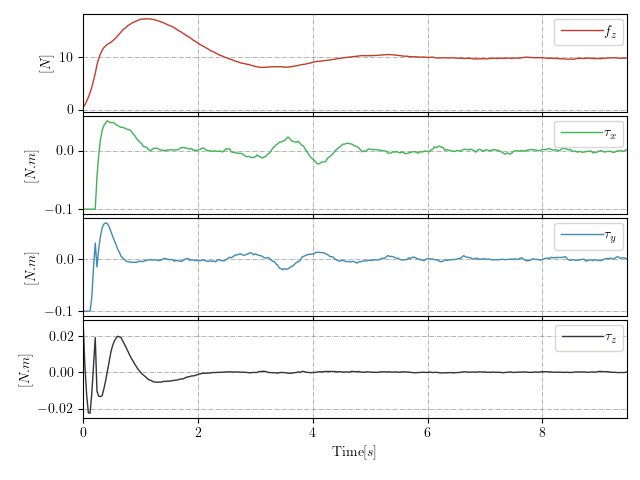 f_z
10
[N]
0
τ_x
0.0
[N.m]
−0.1
τ_y
0.0
[N.m]
−0.1
τ_z
0.02
0.00
[N.m]
−0.02
0 2 4 6 8
Time[s]